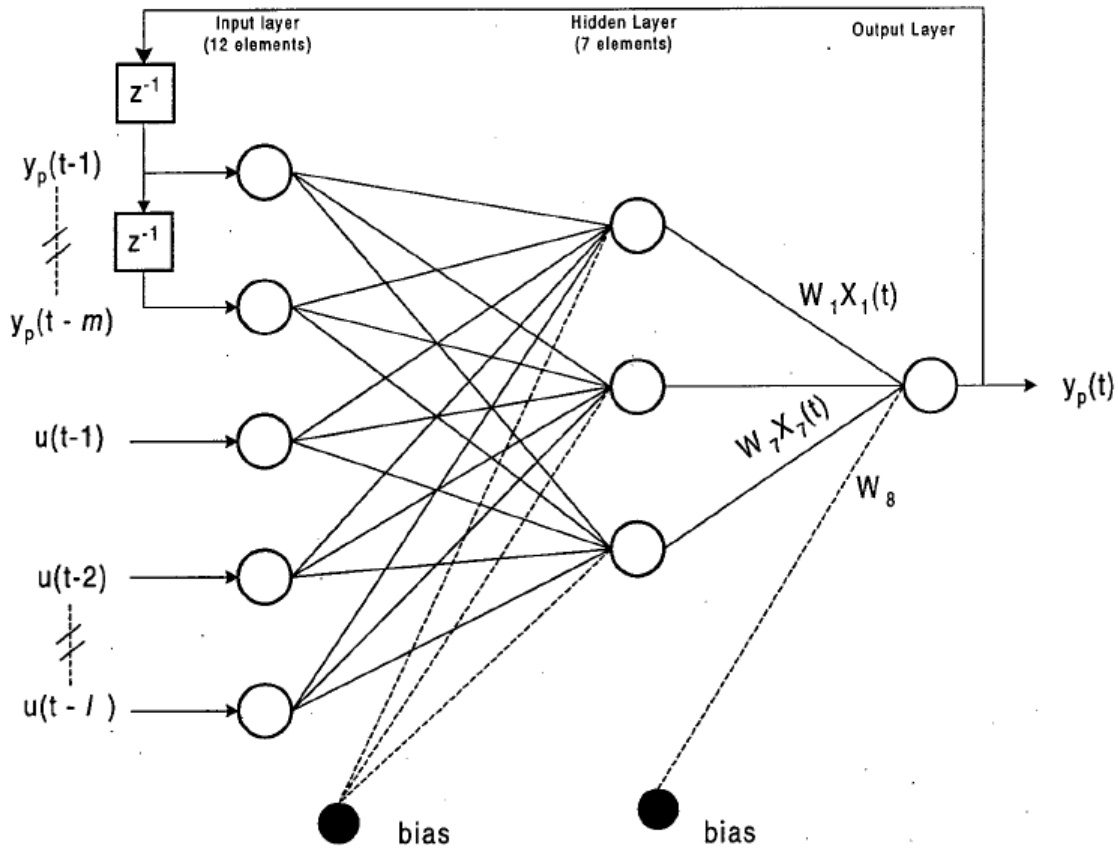 Input layer
(12 elements)
Hidden Layer
(7 elements)
Output Layer
z⁻¹
yₚ(t-1)
z⁻¹
yₚ(t - m)
W₁X₁(t)
yₚ(t)
u(t-1)
W₇X₇(t)
W₈
u(t-2)
u(t - l )
bias
bias